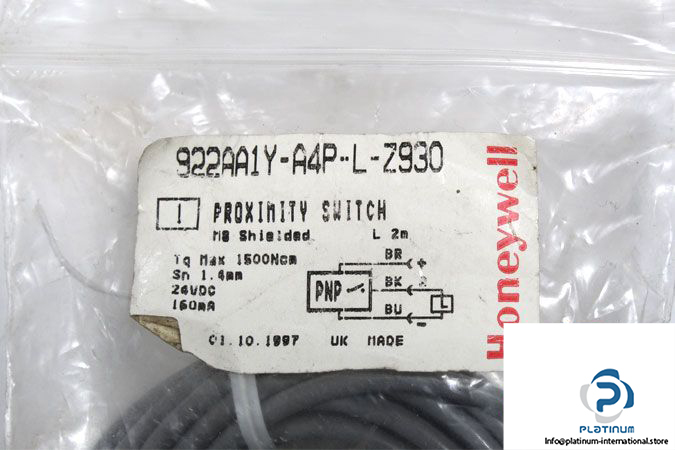 922AA1Y-A4P-L-Z930
1 PROXIMITY SWITCH
M8 Shielded L 2m
Tq Max 1500Ncm
Sn 1.4mm
24VDC
160mA
BR +
PNP BK L
BU -
01.10.1997 UK MADE
Honeywell
PLATINUM
Info@platinum-international.store